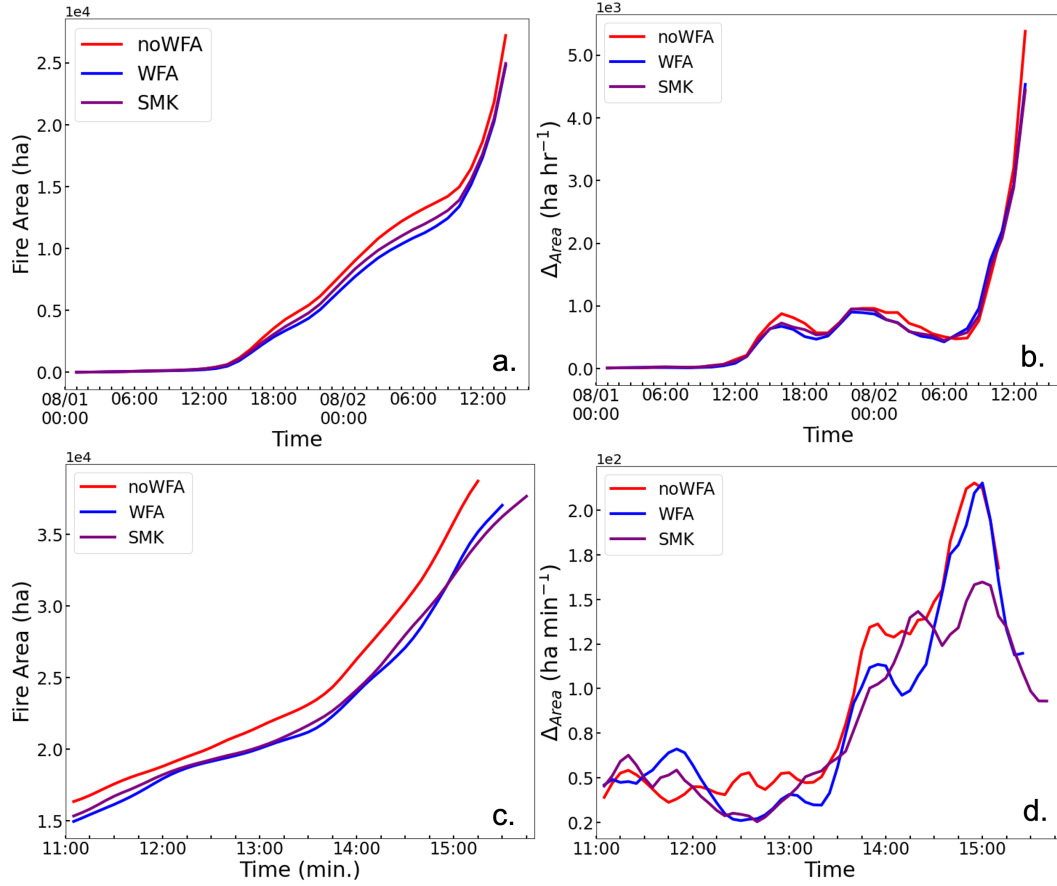 1e4
noWFA
WFA
SMK
Fire Area (ha)
2.5
2.0
1.5
1.0
0.5
0.0
a.
08/01
00:00
06:00
12:00
18:00
08/02
00:00
06:00
12:00
Time
1e3
noWFA
WFA
SMK
Δ_Area (ha hr⁻¹)
5.0
4.0
3.0
2.0
1.0
0.0
b.
08/01
00:00
06:00
12:00
18:00
08/02
00:00
06:00
12:00
Time
1e4
noWFA
WFA
SMK
Fire Area (ha)
3.5
3.0
2.5
2.0
1.5
c.
11:00
12:00
13:00
14:00
15:00
Time (min.)
1e2
noWFA
WFA
SMK
Δ_Area (ha min⁻¹)
2.0
1.8
1.5
1.2
1.0
0.8
0.5
0.2
d.
11:00
12:00
13:00
14:00
15:00
Time